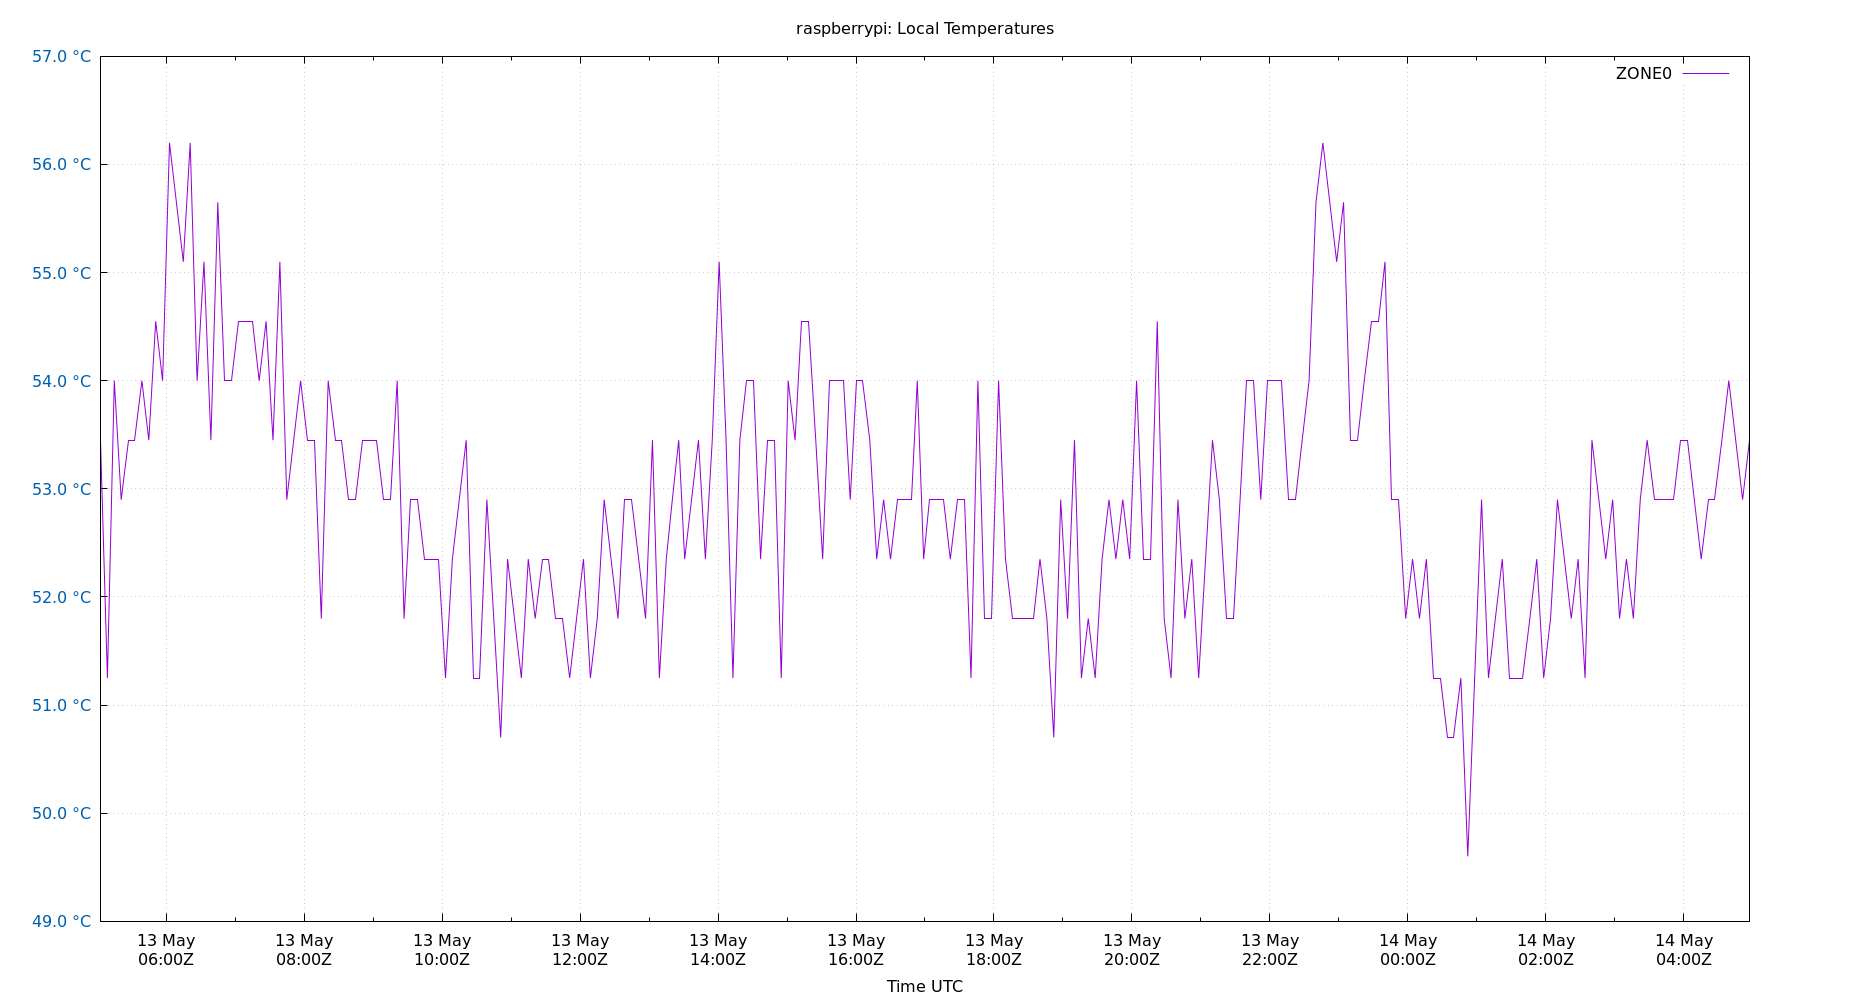 raspberrypi: Local Temperatures
57.0 °C
ZONE0
56.0 °C
55.0 °C
54.0 °C
53.0 °C
52.0 °C
51.0 °C
50.0 °C
49.0 °C
13 May 13 May 13 May 13 May 13 May 13 May 13 May 13 May 13 May 14 May 14 May 14 May
06:00Z 08:00Z 10:00Z 12:00Z 14:00Z 16:00Z 18:00Z 20:00Z 22:00Z 00:00Z 02:00Z 04:00Z
Time UTC